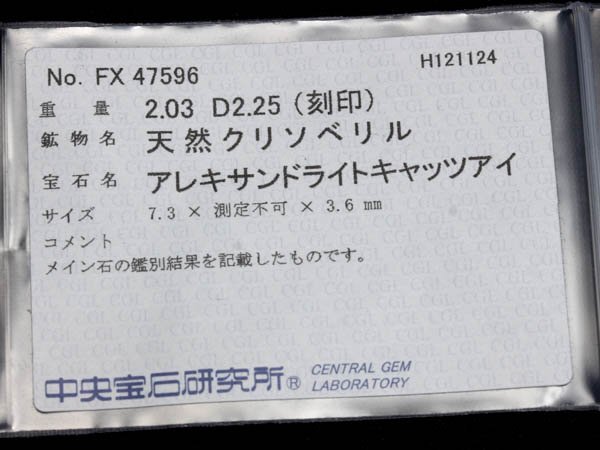 No. FX 47596
H121124
重量 2.03 D2.25 (刻印)
鉱物名 天然クリソベリル
宝石名 アレキサンドライトキャッツアイ
サイズ 7.3 × 測定不可 × 3.6 mm
コメント
メイン石の鑑別結果を記載したものです。
中央宝石研究所® CENTRAL GEM
LABORATORY